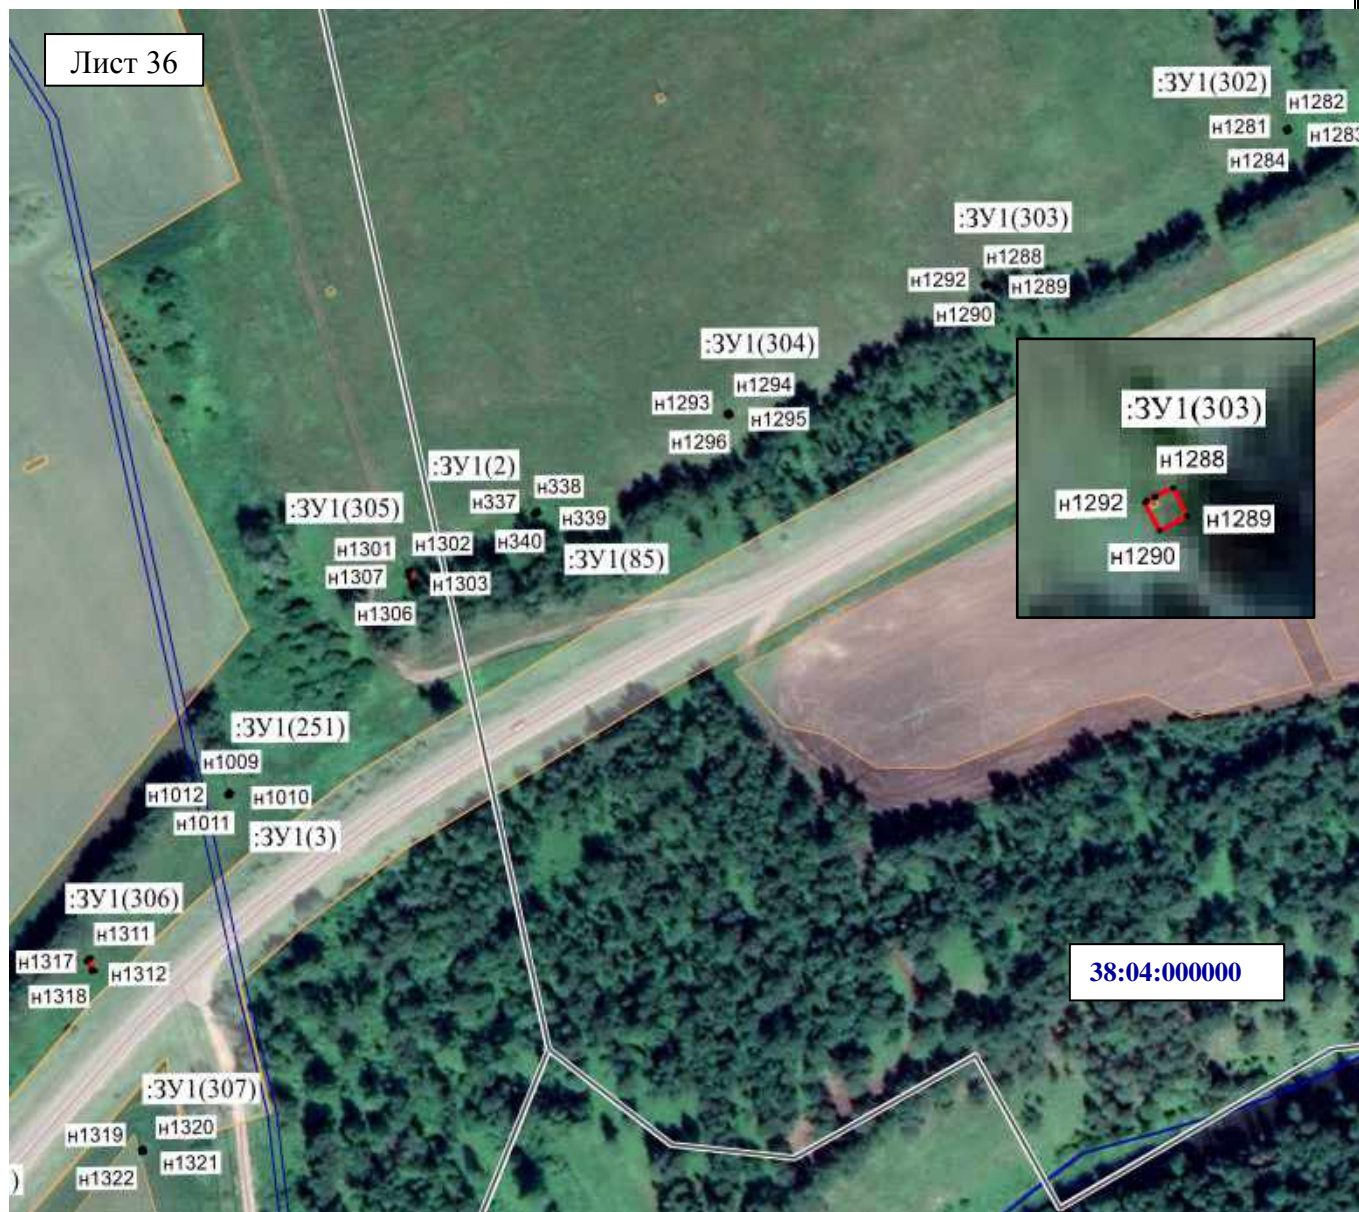 Лист 36
:ЗУ1(302)
н1282
н1281
н1283
н1284
:ЗУ1(303)
н1288
н1292
н1289
н1290
:ЗУ1(304)
н1294
н1293
н1295
н1296
:ЗУ1(303)
н1288
н1292
н1289
н1290
:ЗУ1(2)
н338
н337
н339
н340
:ЗУ1(85)
:ЗУ1(305)
н1302
н1301
н1307
н1303
н1306
:ЗУ1(251)
н1009
н1012
н1010
н1011
:ЗУ1(3)
:ЗУ1(306)
н1311
н1317
н1312
н1318
38:04:000000
:ЗУ1(307)
н1320
н1319
н1321
н1322
)